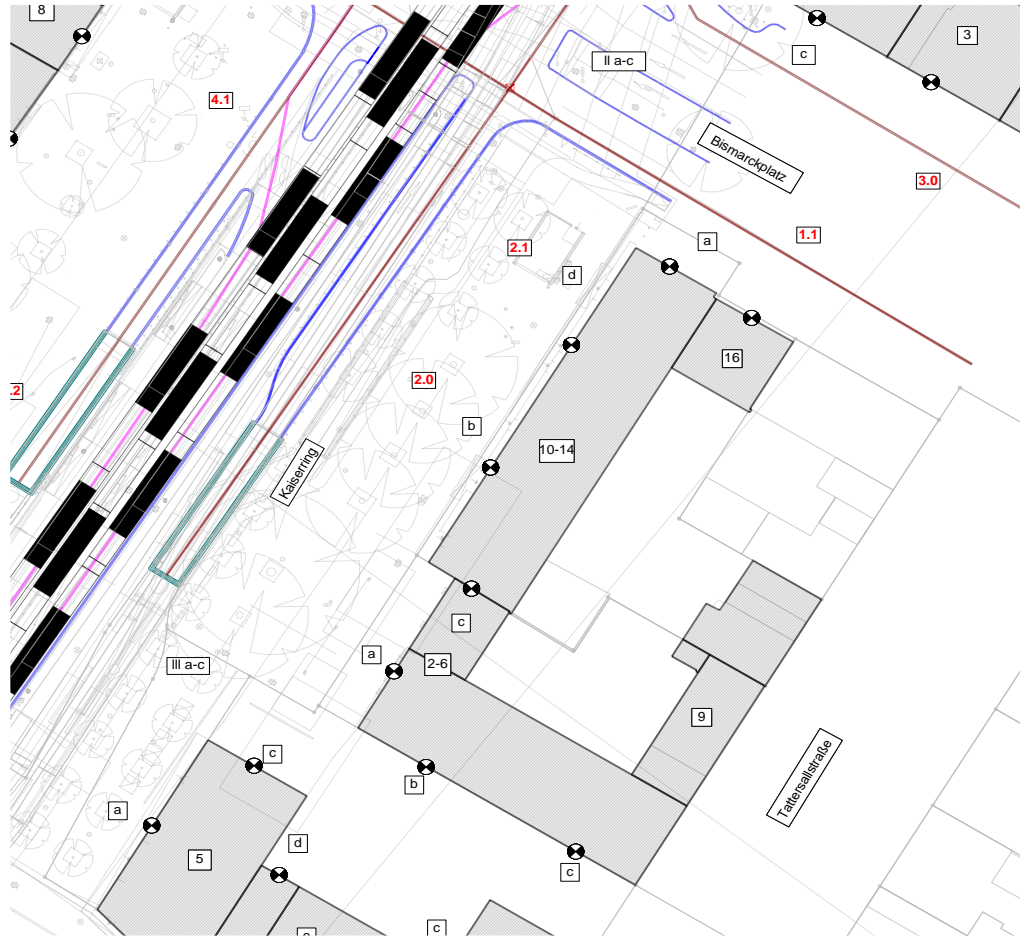 8
II a-c
c
3
4.1
Bismarckplatz
3.0
2.1
a
1.1
d
16
.2
2.0
b
10-14
Kaiserring
c
a
2-6
III a-c
9
c
b
Tattersallstraße
a
d
5
c
c